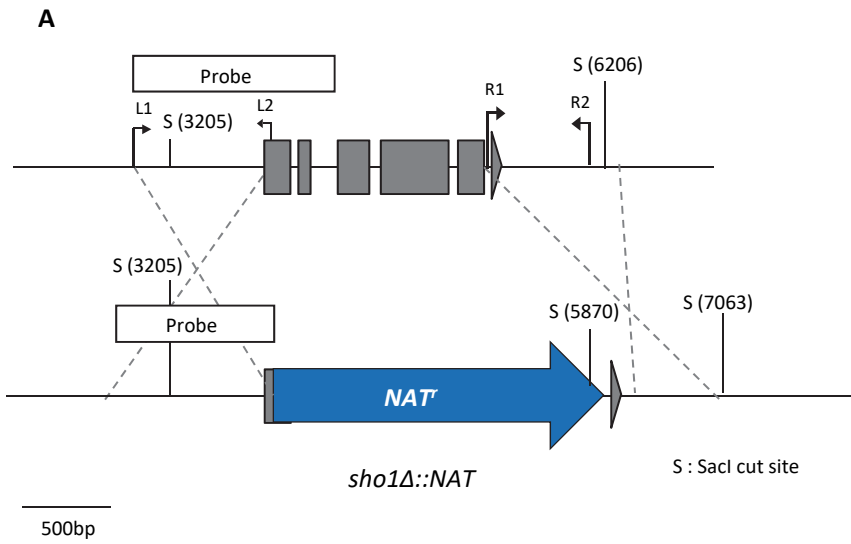 A
Probe
S (6206)
L1
S (3205)
L2
R1
R2
S (3205)
Probe
S (5870)
S (7063)
NATʳ
sho1Δ::NAT
S : SacI cut site
500bp